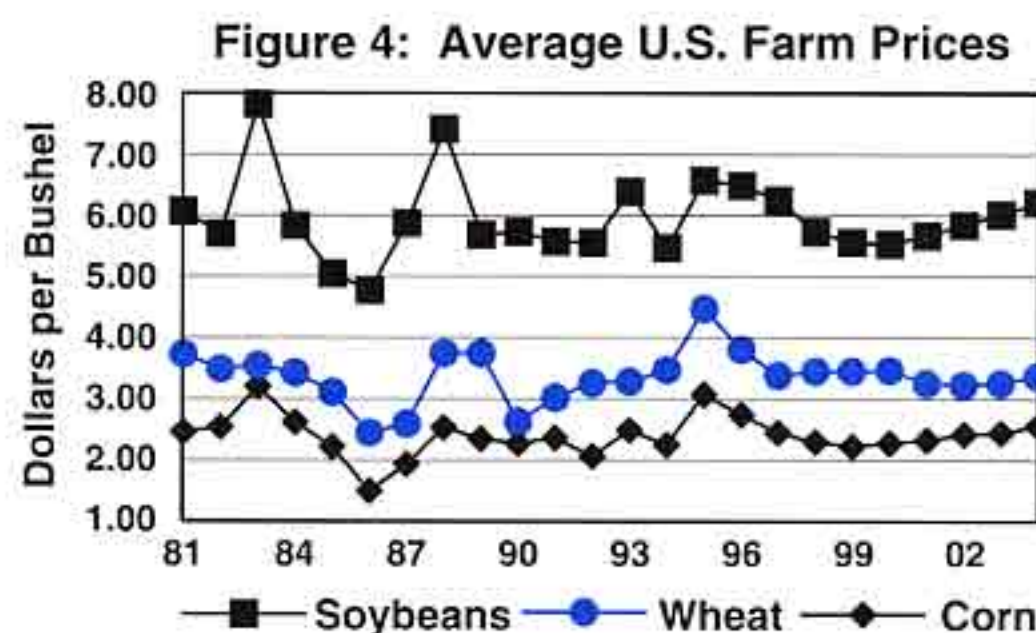 Figure 4: Average U.S. Farm Prices
Dollars per Bushel
8.00
7.00
6.00
5.00
4.00
3.00
2.00
1.00
81 84 87 90 93 96 99 02
Soybeans Wheat Corn